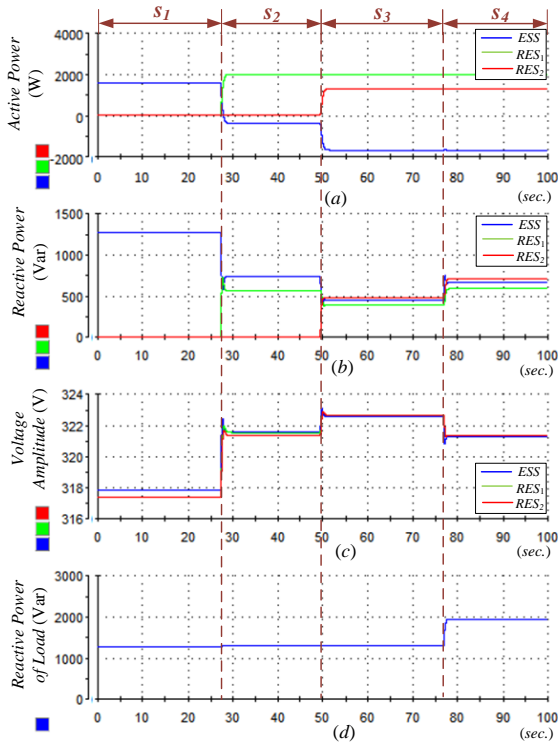 s1 s2 s3 s4
Active Power
(W)
4000
2000
0
-2000
ESS
RES1
RES2
0 10 20 30 40 50 60 70 80 90 100
(a) (sec.)
Reactive Power
(Var)
1500
1000
500
0
ESS
RES1
RES2
0 10 20 30 40 50 60 70 80 90 100
(b) (sec.)
Voltage
Amplitude (V)
324
322
320
318
316
ESS
RES1
RES2
0 10 20 30 40 50 60 70 80 90 100
(c) (sec.)
Reactive Power
of Load (Var)
3000
2000
1000
0
0 10 20 30 40 50 60 70 80 90 100
(d) (sec.)